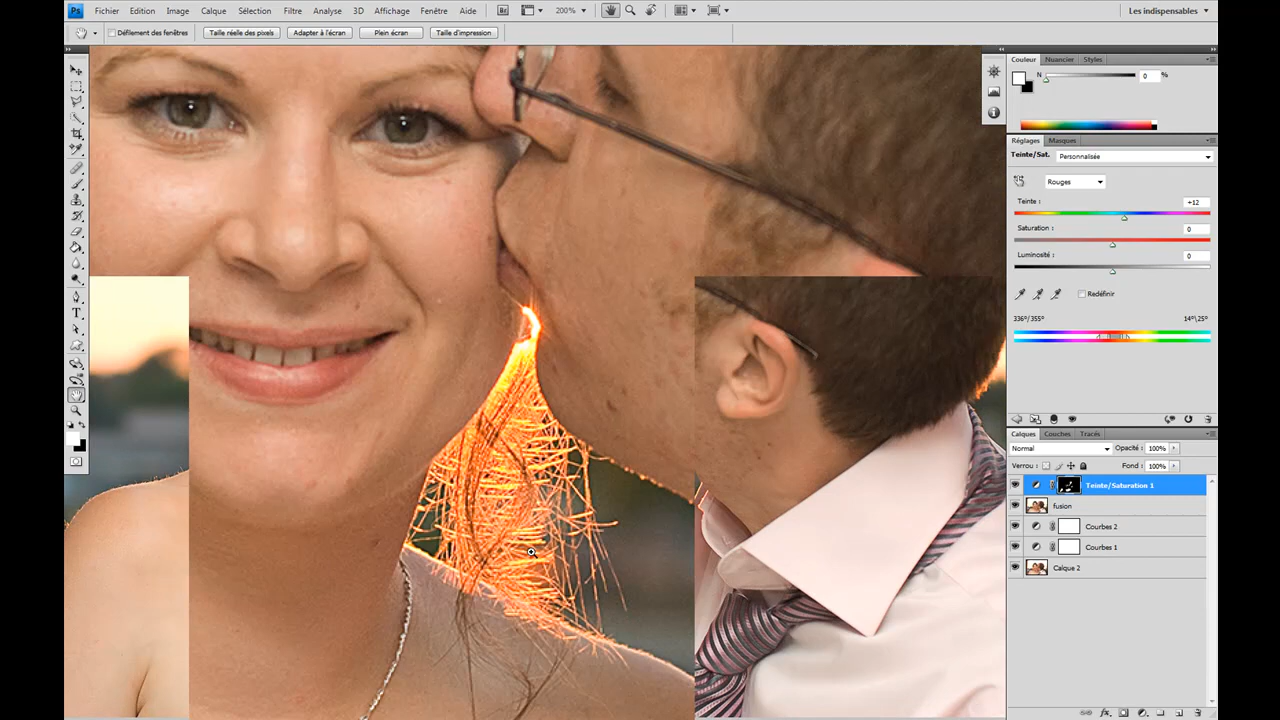 Ps Fichier Edition Image Calque Sélection Filtre Analyse 3D Affichage Fenêtre Aide Br 200% Les indispensables
Défilement des fenêtres Taille réelle des pixels Adapter à l'écran Plein écran Taille d'impression
Couleur Nuancier Styles
N 0 %
Réglages Masques
Teinte/Sat. Personnalisée
Rouges
Teinte : +12
Saturation : 0
Luminosité : 0
Redéfinir
336°/355° 14°\25°
Calques Couches Tracés
Normal Opacité : 100%
Verrou : Fond : 100%
Teinte/Saturation 1
fusion
Courbes 2
Courbes 1
Calque 2